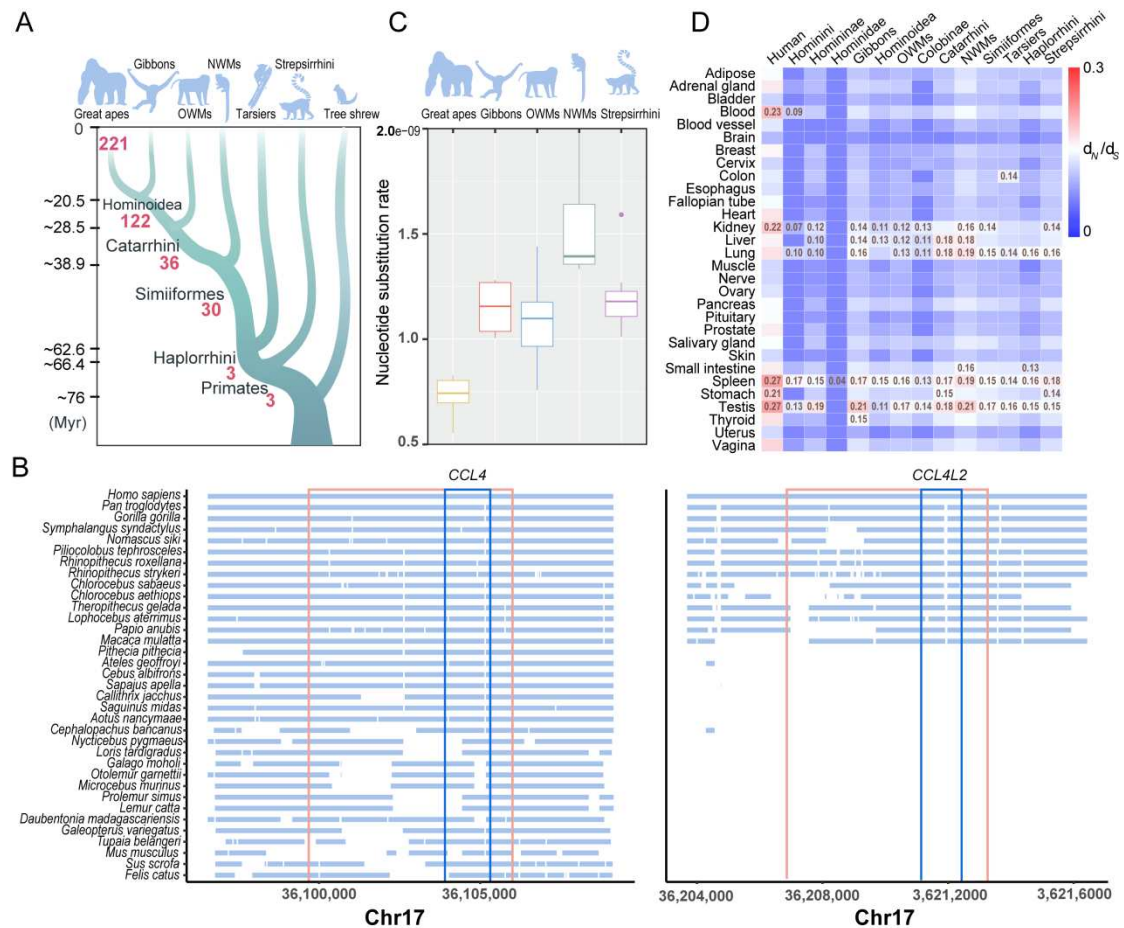 A
Gibbons
NWMs
Strepsirrhini
Great apes
OWMs
Tarsiers
Tree shrew
0
221
~20.5
Hominoidea
122
~28.5
Catarrhini
36
~38.9
Simiiformes
30
~62.6
Haplorrhini
3
~66.4
Primates
3
~76
(Myr)
C
Great apes Gibbons OWMs NWMs Strepsirrhini
2.0e-09
1.5
1.0
0.5
Nucleotide substitution rate
D
Human
Hominini
Homininae
Hominidae
Gibbons
Hominoidea
OWMs
Colobinae
Catarrhini
NWMs
Simiiformes
Tarsiers
Haplorrhini
Strepsirrhini
Adipose
Adrenal gland
Bladder
Blood 0.23 0.09
Blood vessel
Brain
Breast
Cervix
Colon 0.14
Esophagus
Fallopian tube
Heart
Kidney 0.22 0.07 0.12 0.14 0.11 0.12 0.13 0.16 0.14 0.14
Liver 0.10 0.14 0.13 0.12 0.11 0.18 0.18
Lung 0.10 0.10 0.16 0.13 0.11 0.18 0.19 0.15 0.14 0.16 0.16
Muscle
Nerve
Ovary
Pancreas
Pituitary
Prostate
Salivary gland
Skin
Small intestine 0.16 0.13
Spleen 0.27 0.17 0.15 0.04 0.17 0.15 0.16 0.13 0.17 0.19 0.15 0.14 0.16 0.18
Stomach 0.21 0.15 0.14
Testis 0.27 0.13 0.19 0.21 0.11 0.17 0.14 0.18 0.21 0.17 0.16 0.15 0.15
Thyroid 0.15
Uterus
Vagina
0.3
dN/dS
0
B
CCL4
CCL4L2
Homo sapiens
Pan troglodytes
Gorilla gorilla
Symphalangus syndactylus
Nomascus siki
Piliocolobus tephrosceles
Rhinopithecus roxellana
Rhinopithecus strykeri
Chlorocebus sabaeus
Chlorocebus aethiops
Theropithecus gelada
Lophocebus aterrimus
Papio anubis
Macaca mulatta
Pithecia pithecia
Ateles geoffroyi
Cebus albifrons
Sapajus apella
Callithrix jacchus
Saguinus midas
Aotus nancymaae
Cephalopachus bancanus
Nycticebus pygmaeus
Loris tardigradus
Galago moholi
Otolemur garnettii
Microcebus murinus
Prolemur simus
Lemur catta
Daubentonia madagascariensis
Galeopterus variegatus
Tupaia belangeri
Mus musculus
Sus scrofa
Felis catus
36,100,000 36,105,000
Chr17
36,204,000 36,208,000 3,621,2000 3,621,6000
Chr17